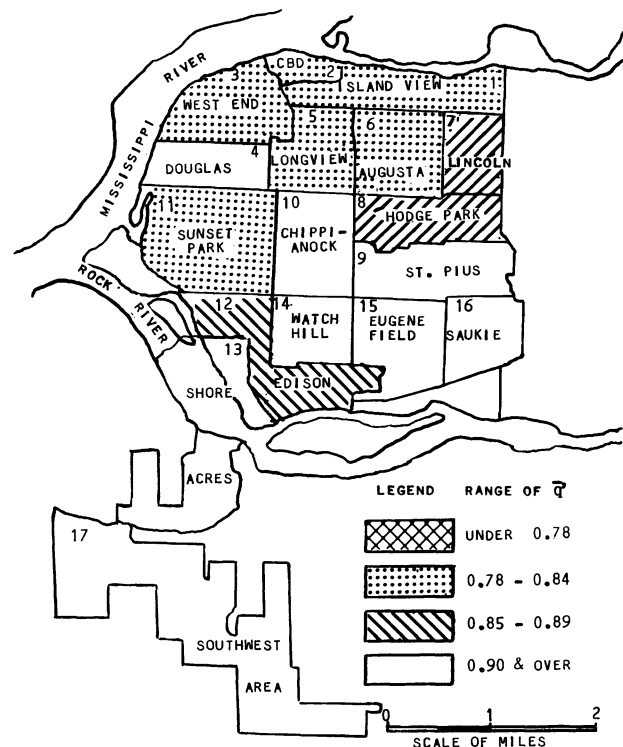 MISSISSIPPI RIVER
CBD
2
ISLAND VIEW
1
3
WEST END
4
DOUGLAS
5
LONGVIEW
6
AUGUSTA
7
LINCOLN
8
HODGE PARK
9
ST. PIUS
10
CHIPPI-
ANOCK
11
SUNSET
PARK
ROCK RIVER
12
EDISON
13
SHORE
ACRES
14
WATCH
HILL
15
EUGENE
FIELD
16
SAUKIE
17
SOUTHWEST
AREA
LEGEND RANGE OF q̅
UNDER 0.78
0.78 - 0.84
0.85 - 0.89
0.90 & OVER
0 1 2
SCALE OF MILES